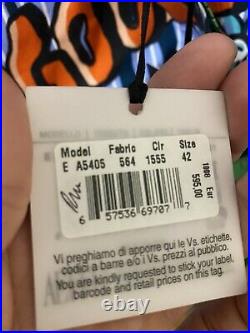 Model Fabric Clr Size
E A5405 564 1555 42
1008 Eur
595.00
6 57536 69707 7
Vi preghiamo di apporre qui le Vs. etichette,
codici a barre e/o i Vs. prezzi al pubblico.
You are kindly requested to stick your label,
barcode and retail prices on this tag.